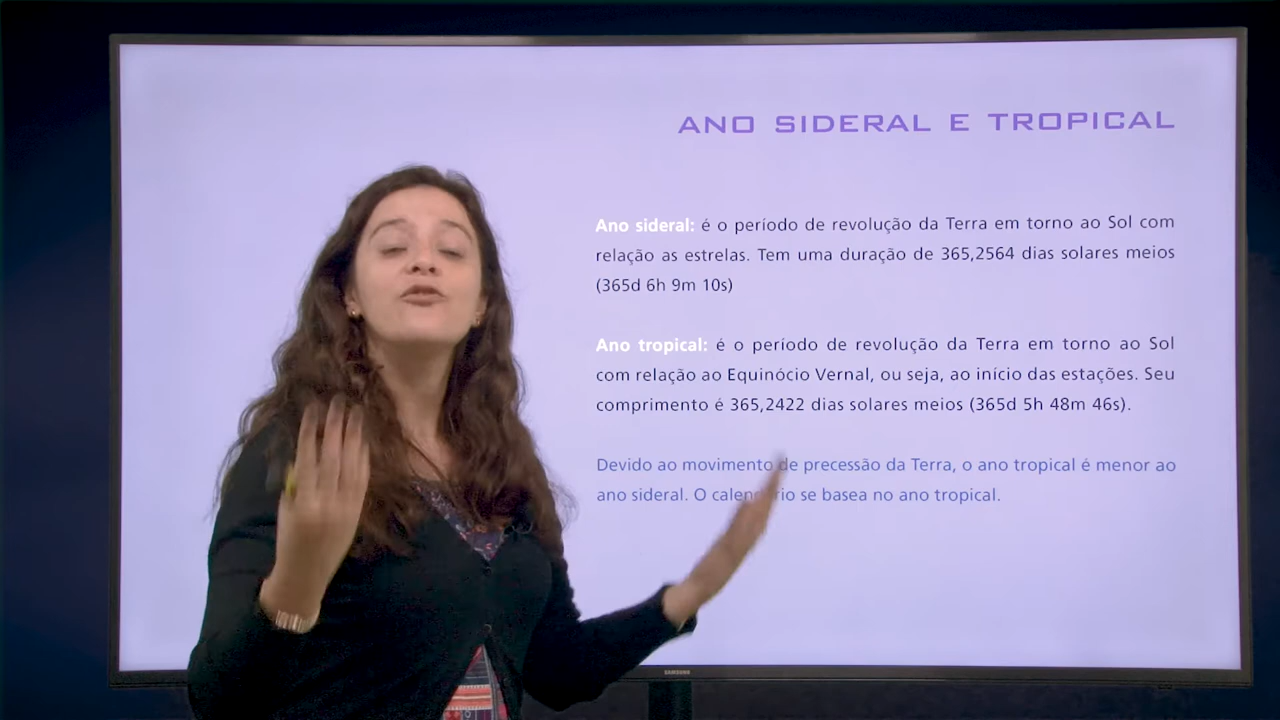 ANO SIDERAL E TROPICAL
Ano sideral: é o período de revolução da Terra em torno ao Sol com
relação as estrelas. Tem uma duração de 365,2564 dias solares meios
(365d 6h 9m 10s)
Ano tropical: é o período de revolução da Terra em torno ao Sol
com relação ao Equinócio Vernal, ou seja, ao início das estações. Seu
comprimento é 365,2422 dias solares meios (365d 5h 48m 46s).
Devido ao movimento de precessão da Terra, o ano tropical é menor ao
ano sideral. O calendário se basea no ano tropical.
SAMSUNG